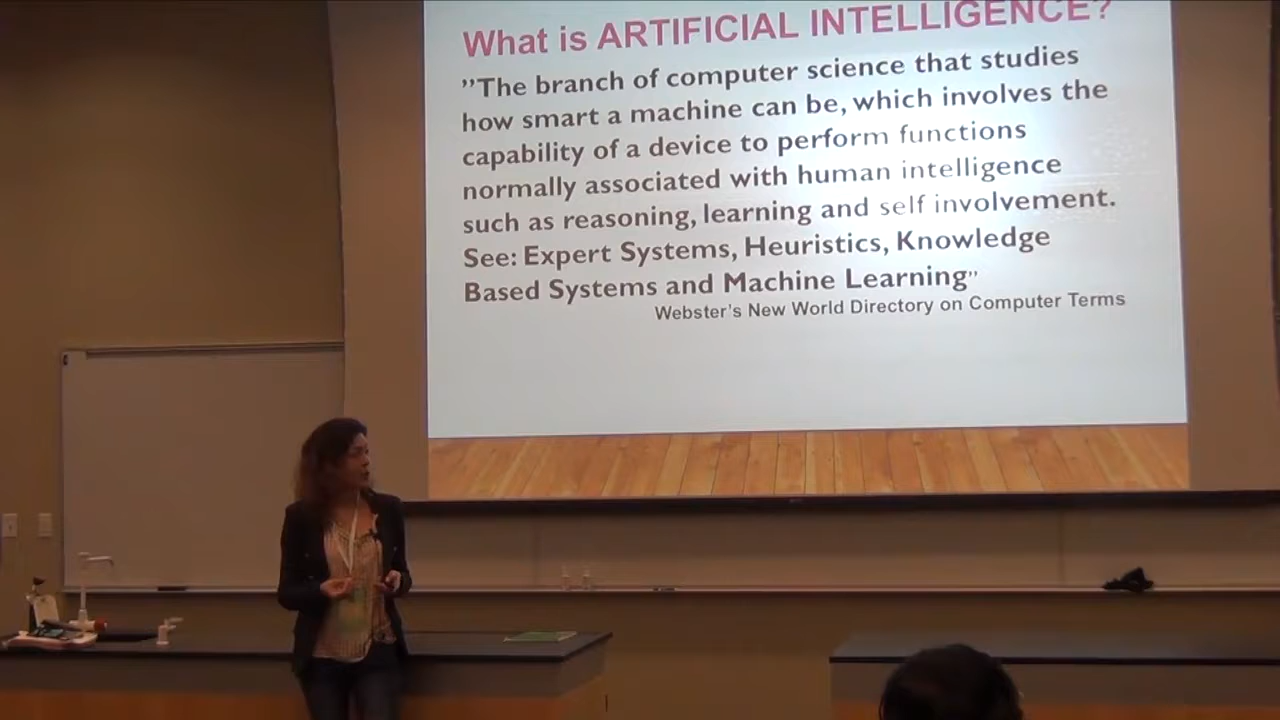 What is ARTIFICIAL INTELLIGENCE?
”The branch of computer science that studies
how smart a machine can be, which involves the
capability of a device to perform functions
normally associated with human intelligence
such as reasoning, learning and self involvement.
See: Expert Systems, Heuristics, Knowledge
Based Systems and Machine Learning”
Webster’s New World Directory on Computer Terms